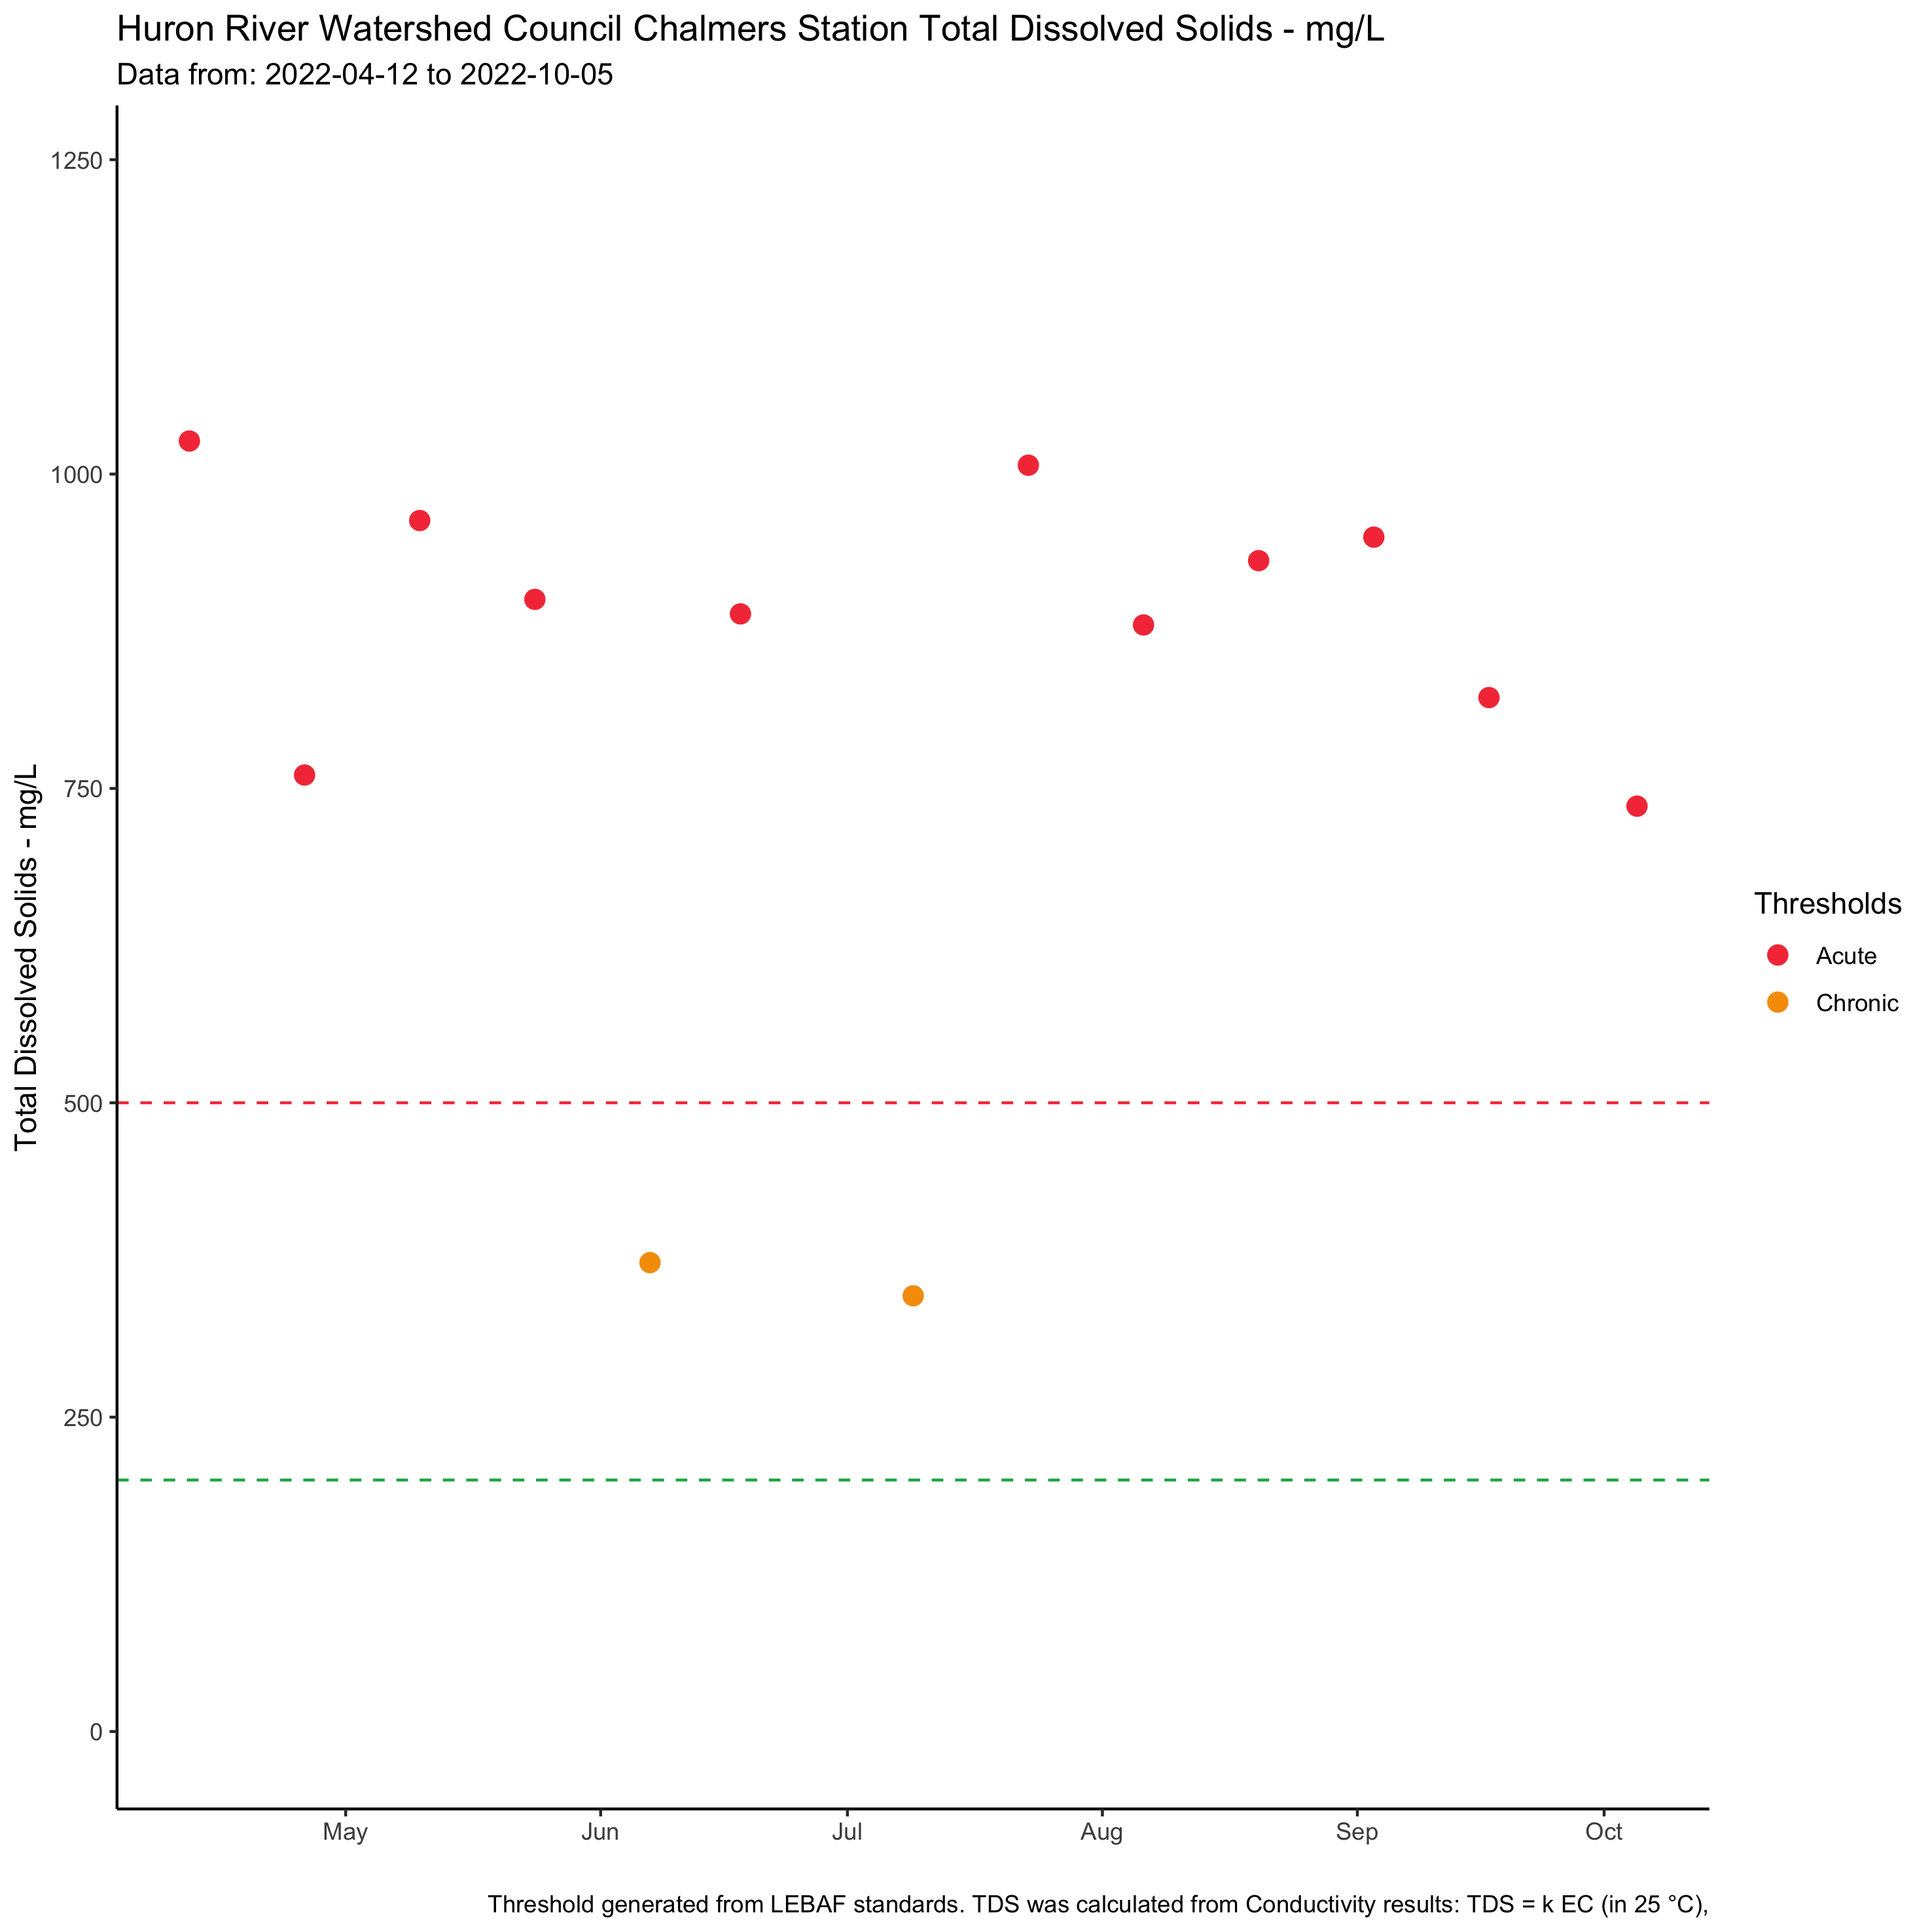 Huron River Watershed Council Chalmers Station Total Dissolved Solids - mg/L
Data from: 2022-04-12 to 2022-10-05
Total Dissolved Solids - mg/L
1250
1000
750
500
250
0
May Jun Jul Aug Sep Oct
Thresholds
Acute
Chronic
Threshold generated from LEBAF standards. TDS was calculated from Conductivity results: TDS = k EC (in 25 °C),